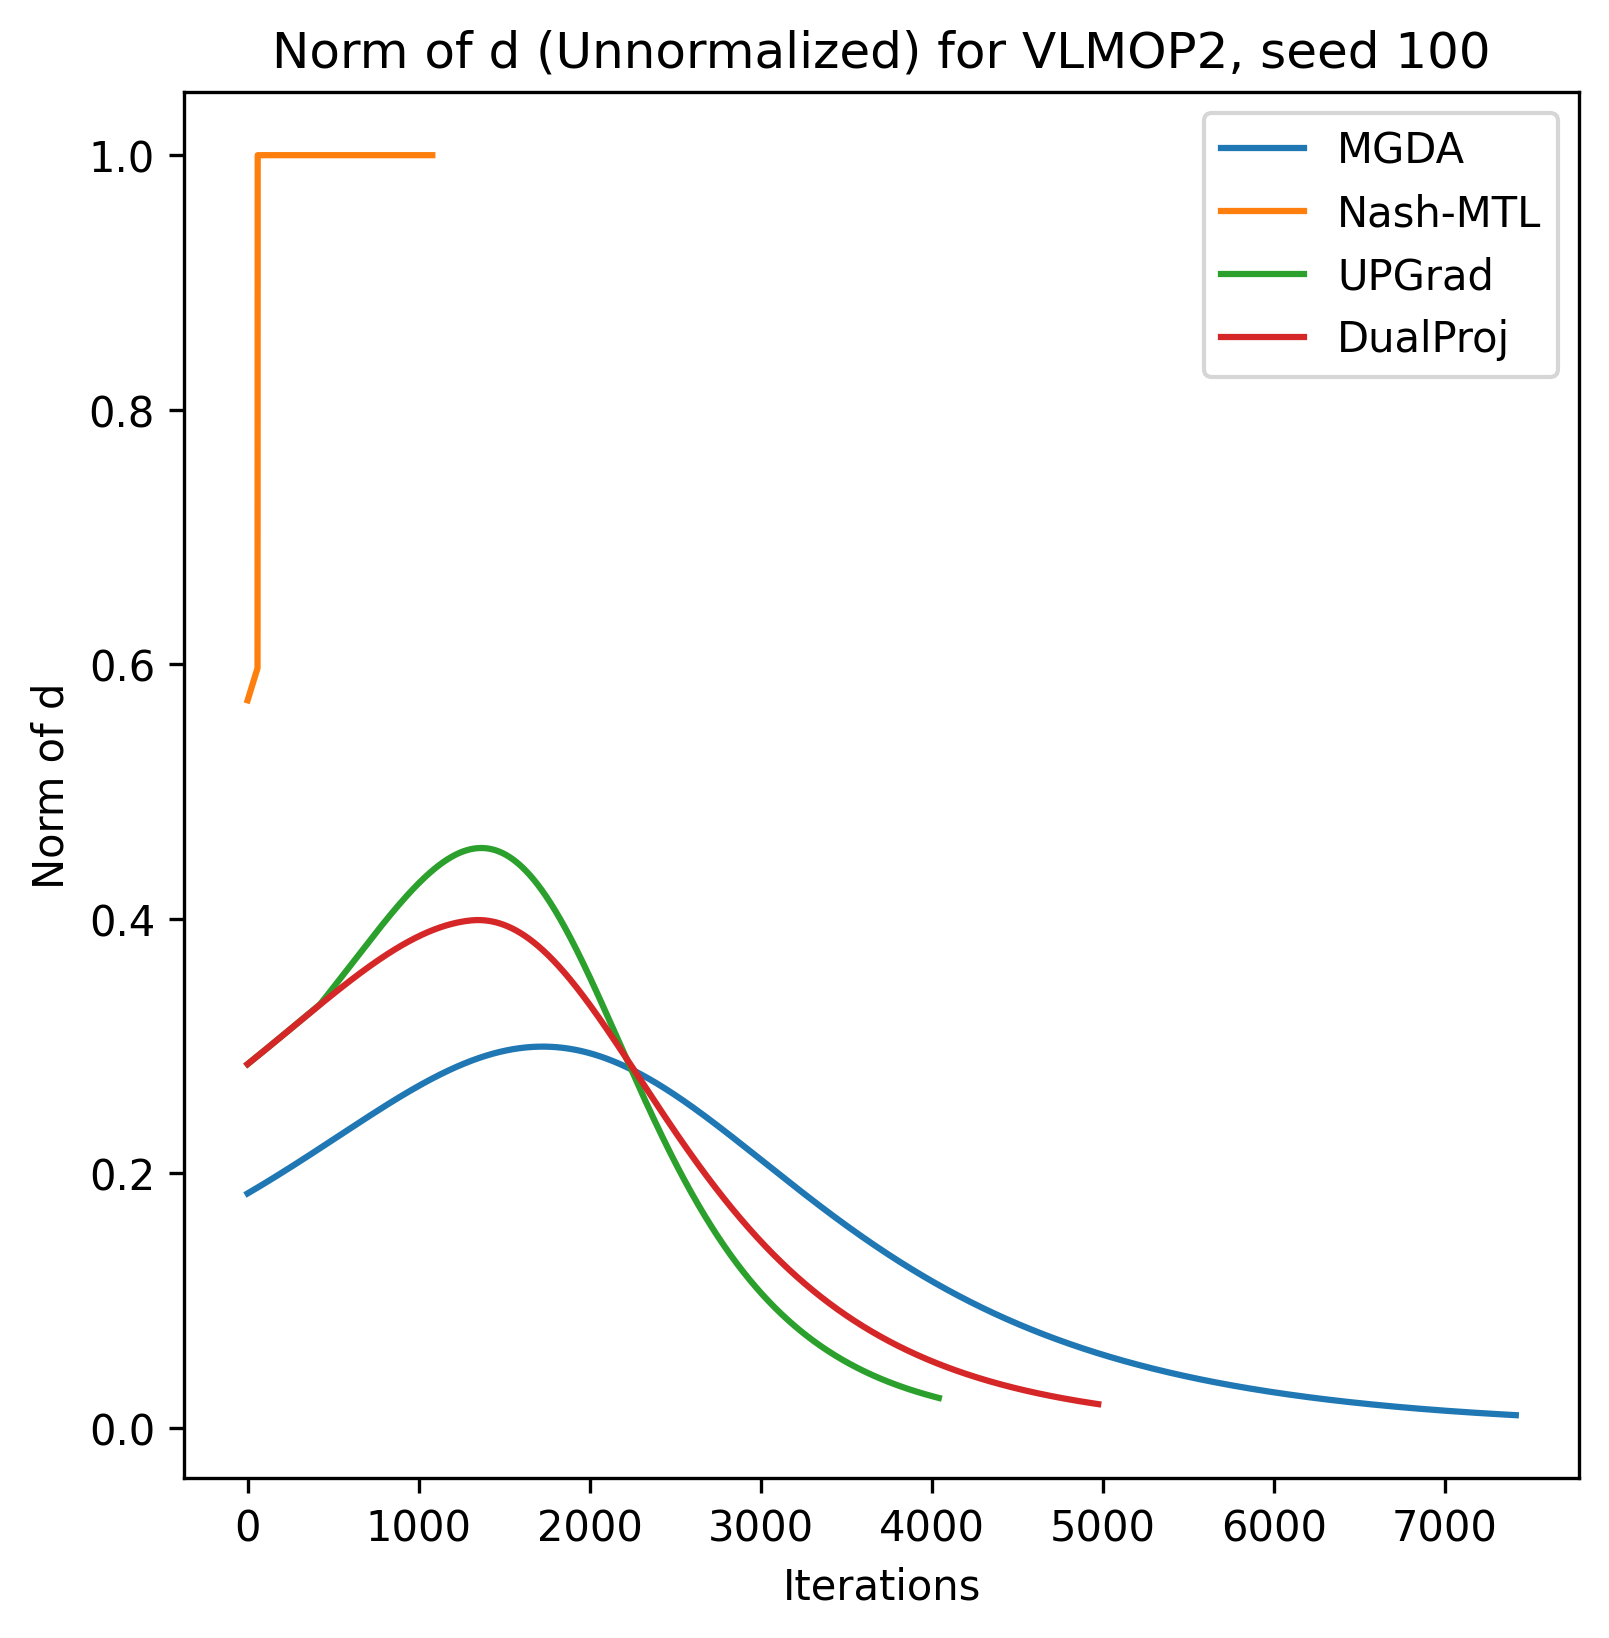 Norm of d (Unnormalized) for VLMOP2, seed 100
MGDA
Nash-MTL
UPGrad
DualProj
1.0
0.8
0.6
0.4
0.2
0.0
Norm of d
0 1000 2000 3000 4000 5000 6000 7000
Iterations